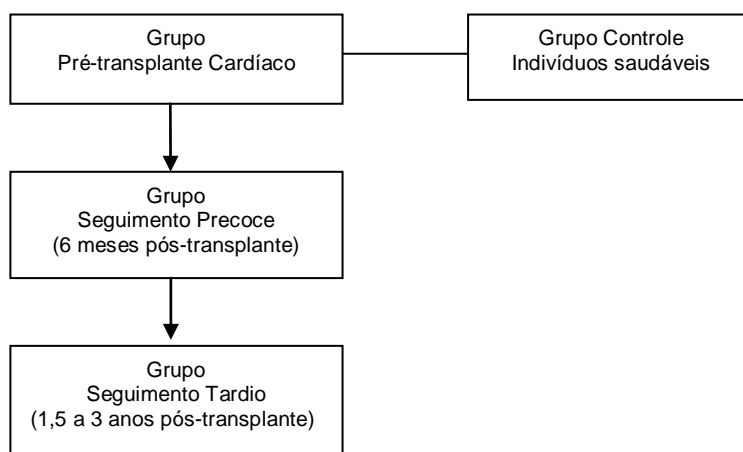 Grupo
Pré-transplante Cardíaco
Grupo Controle
Indivíduos saudáveis
Grupo
Seguimento Precoce
(6 meses pós-transplante)
Grupo
Seguimento Tardio
(1,5 a 3 anos pós-transplante)